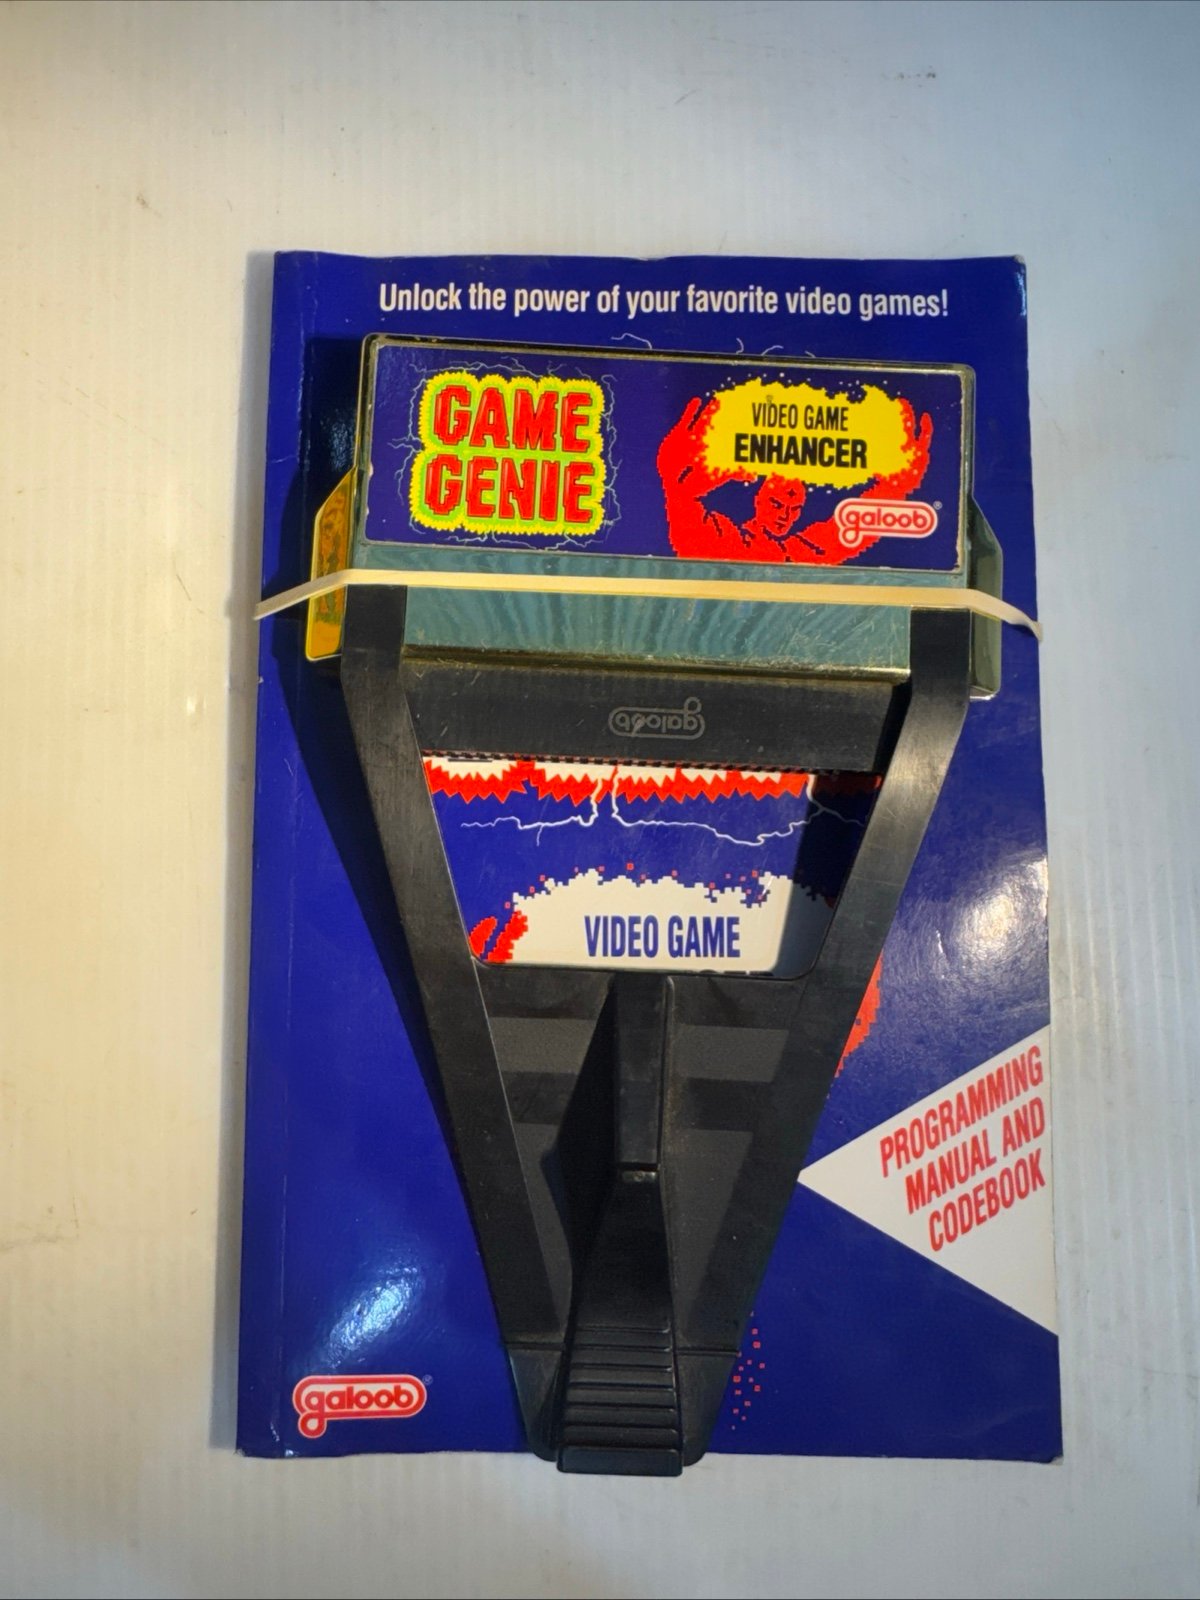 Unlock the power of your favorite video games!
GAME
GENIE
VIDEO GAME
ENHANCER
galoob®
galoob
VIDEO GAME
PROGRAMMING
MANUAL AND
CODEBOOK
galoob®